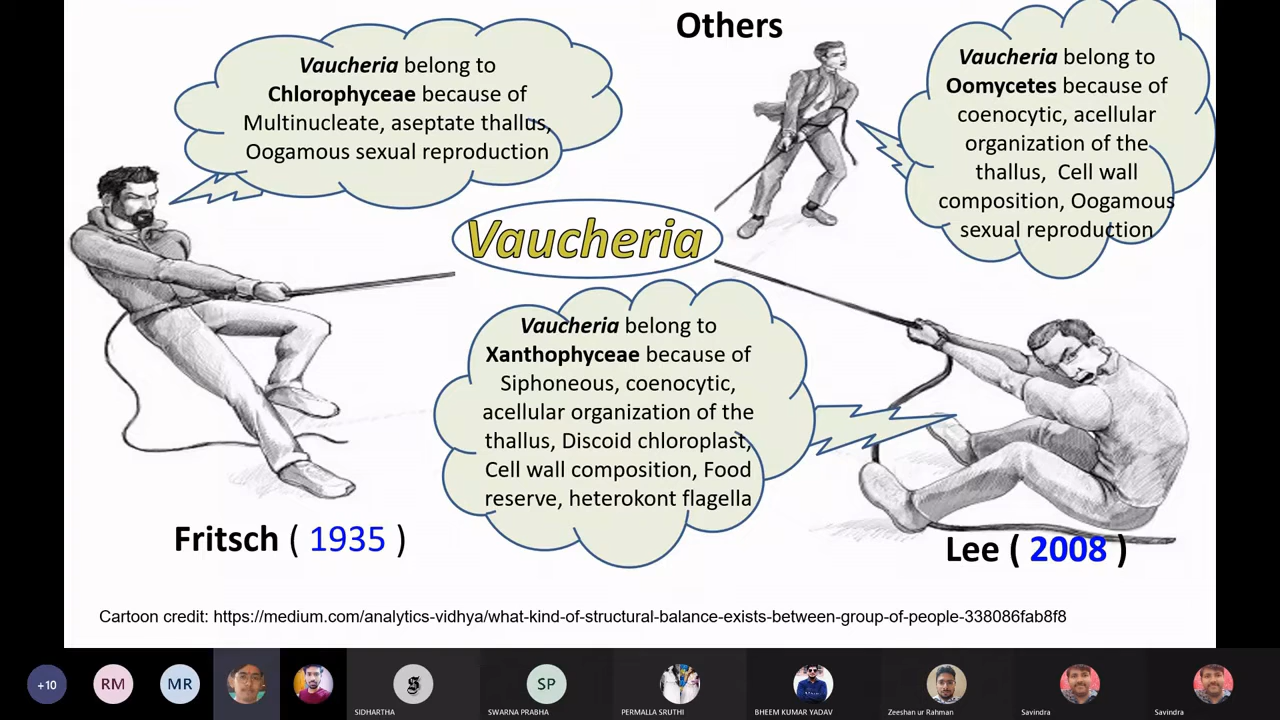 Others
Vaucheria belong to
Chlorophyceae because of
Multinucleate, aseptate thallus,
Oogamous sexual reproduction
Vaucheria belong to
Oomycetes because of
coenocytic, acellular
organization of the
thallus, Cell wall
composition, Oogamous
sexual reproduction
Vaucheria
Vaucheria belong to
Xanthophyceae because of
Siphoneous, coenocytic,
acellular organization of the
thallus, Discoid chloroplast,
Cell wall composition, Food
reserve, heterokont flagella
Fritsch ( 1935 )
Lee ( 2008 )
Cartoon credit: https://medium.com/analytics-vidhya/what-kind-of-structural-balance-exists-between-group-of-people-338086fab8f8
+10
RM
MR
S
SP
SIDHARTHA
SWARNA PRABHA
PERMALLA SRUTHI
BHEEM KUMAR YADAV
Zeeshan ur Rahman
Savindra
Savindra